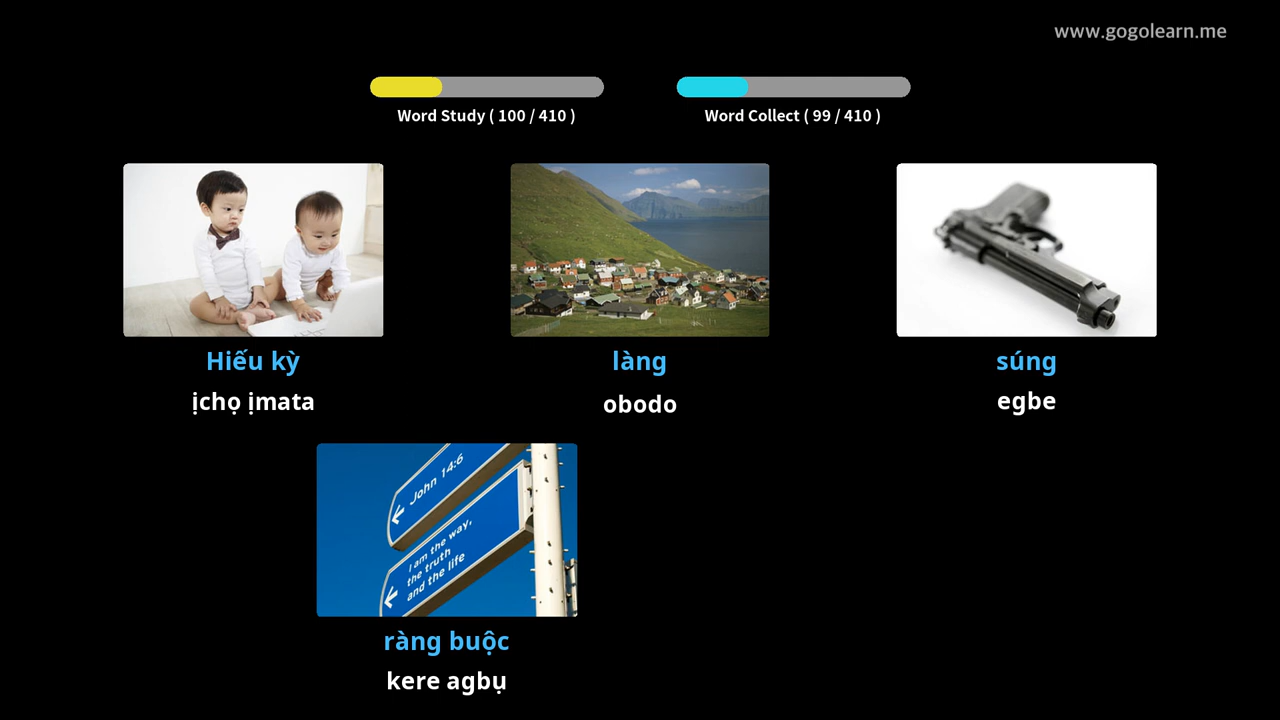 www.gogolearn.me
Word Study ( 100 / 410 )
Word Collect ( 99 / 410 )
Hiếu kỳ
ịchọ ịmata
làng
obodo
súng
egbe
John 14:6
I am the way,
the truth
and the life
ràng buộc
kere agbụ